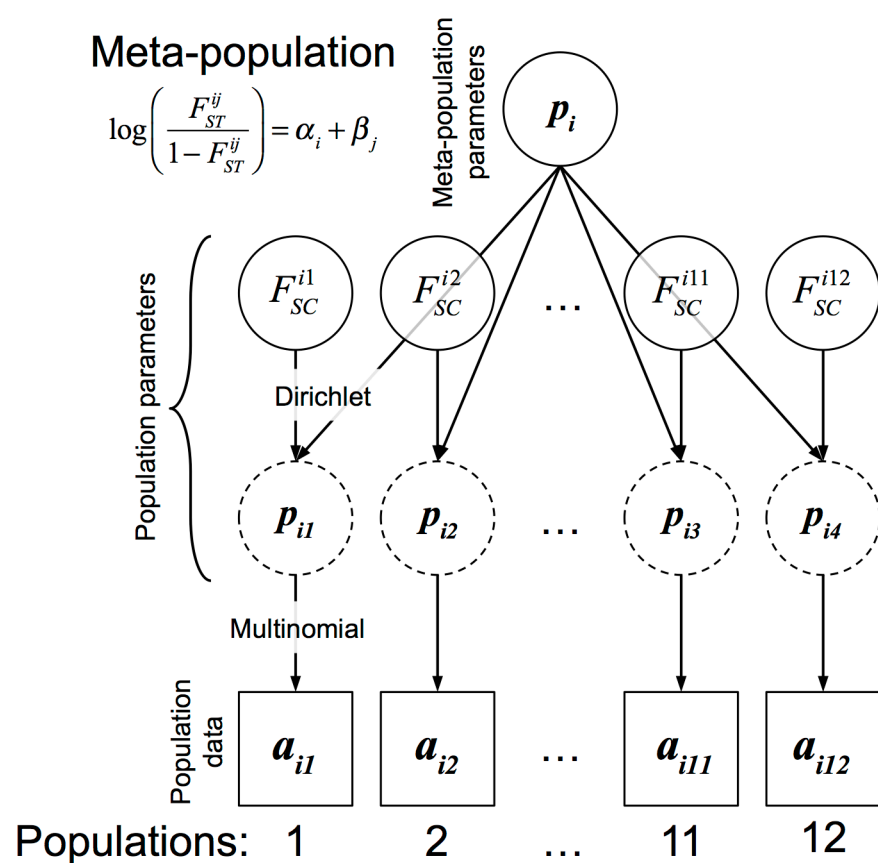 Meta-population
log(F_ST^ij / (1 − F_ST^ij)) = α_i + β_j
Meta-population
parameters
p_i
Population parameters
F_SC^i1 F_SC^i2 ... F_SC^i11 F_SC^i12
Dirichlet
p_i1 p_i2 ... p_i3 p_i4
Multinomial
Population
data
a_i1 a_i2 ... a_i11 a_i12
Populations: 1 2 ... 11 12